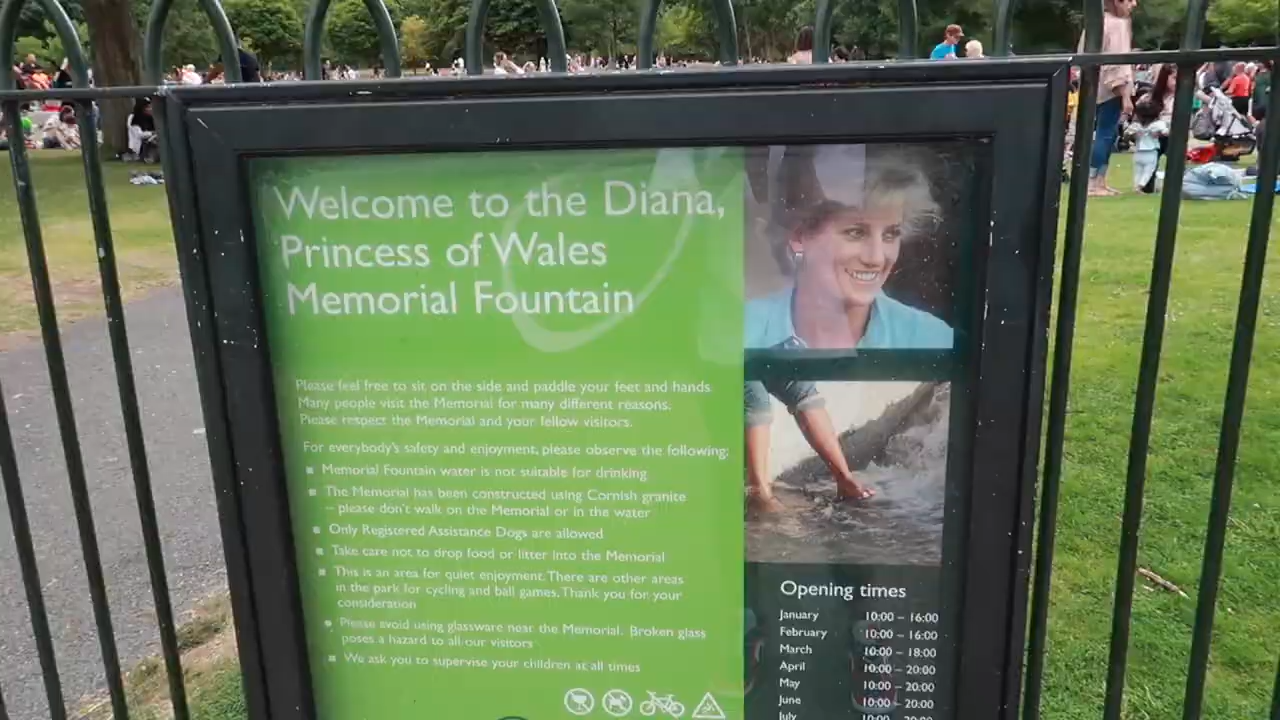 Welcome to the Diana,
Princess of Wales
Memorial Fountain
Please feel free to sit on the side and paddle your feet and hands.
Many people visit the Memorial for many different reasons.
Please respect the Memorial and your fellow visitors.
For everybody's safety and enjoyment, please observe the following:
▪ Memorial Fountain water is not suitable for drinking
▪ The Memorial has been constructed using Cornish granite
– please don't walk on the Memorial or in the water
▪ Only Registered Assistance Dogs are allowed
▪ Take care not to drop food or litter into the Memorial
▪ This is an area for quiet enjoyment. There are other areas
in the park for cycling and ball games. Thank you for your
consideration
▪ Please avoid using glassware near the Memorial. Broken glass
poses a hazard to all our visitors
▪ We ask you to supervise your children at all times
Opening times
January 10:00 – 16:00
February 10:00 – 16:00
March 10:00 – 18:00
April 10:00 – 20:00
May 10:00 – 20:00
June 10:00 – 20:00
July 10:00 – 20:00